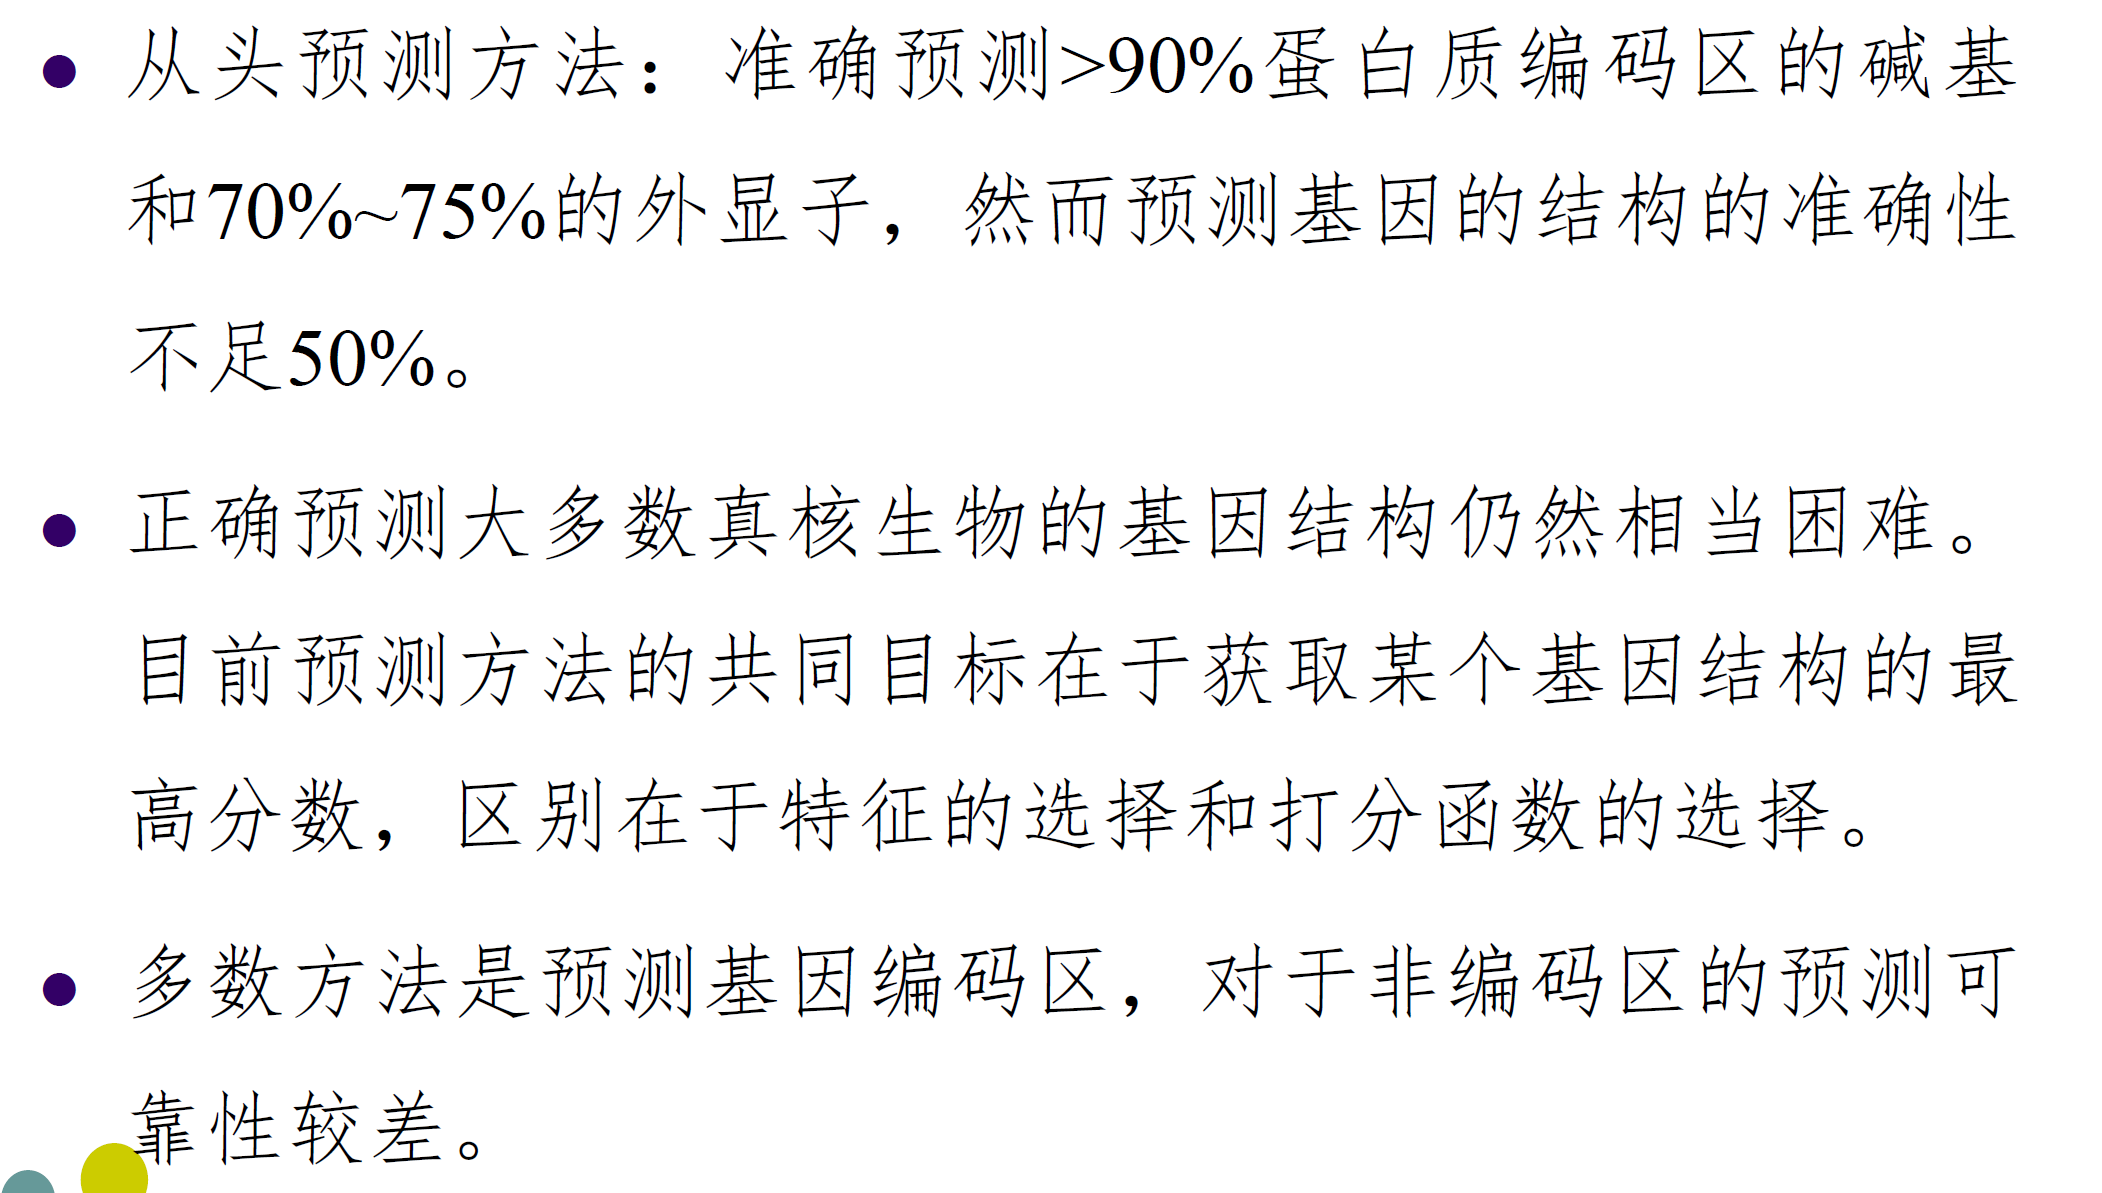 从头预测方法：准确预测>90%蛋白质编码区的碱基
和70%~75%的外显子，然而预测基因的结构的准确性
不足50%。
正确预测大多数真核生物的基因结构仍然相当困难。
目前预测方法的共同目标在于获取某个基因结构的最
高分数，区别在于特征的选择和打分函数的选择。
多数方法是预测基因编码区，对于非编码区的预测可
靠性较差。